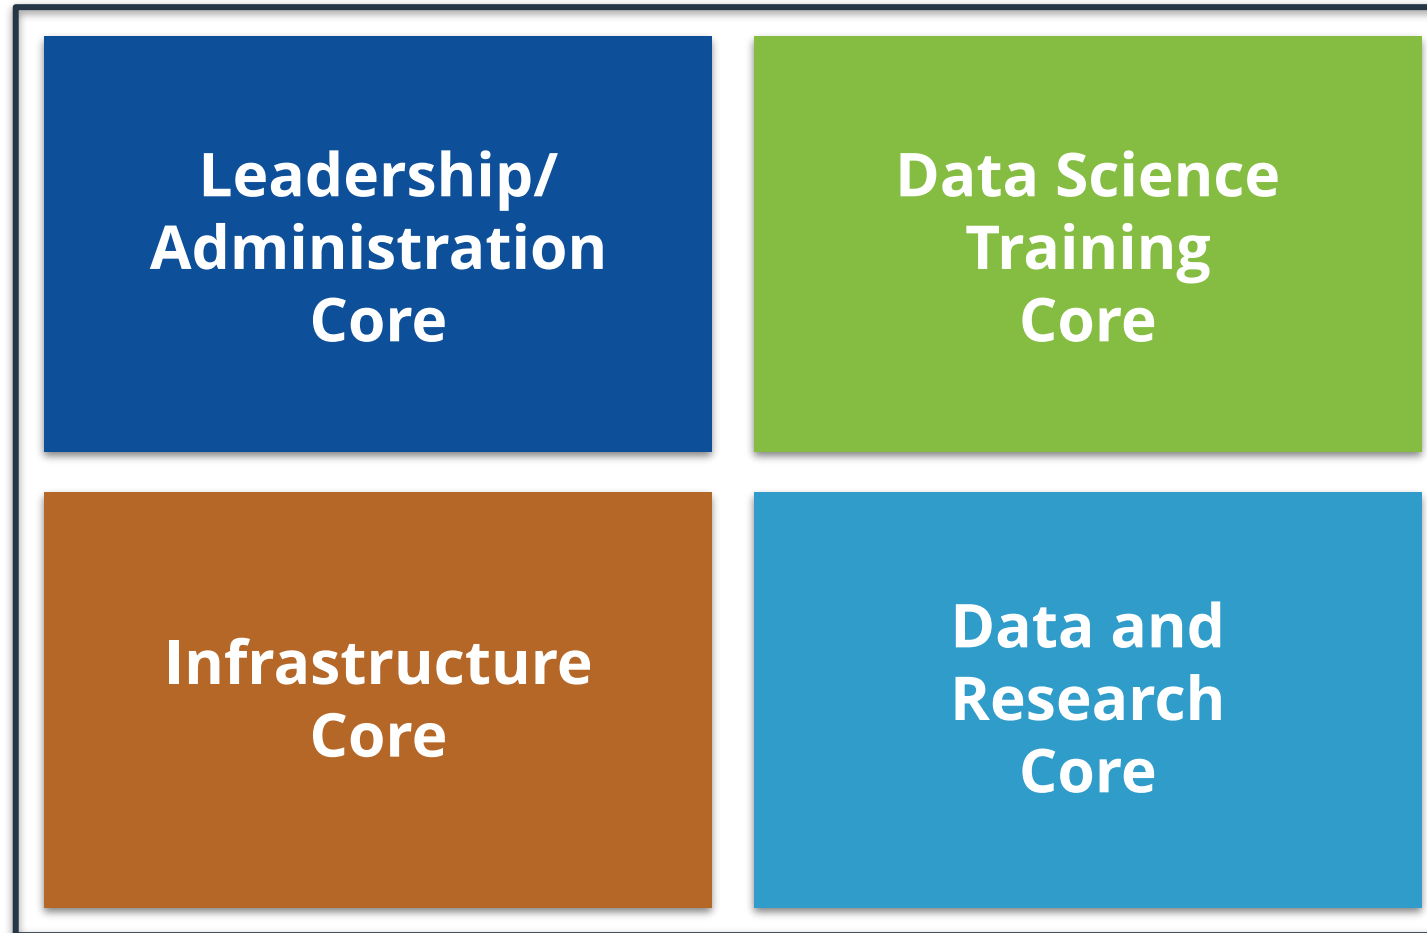 Leadership/
Administration
Core
Data Science
Training
Core
Infrastructure
Core
Data and
Research
Core